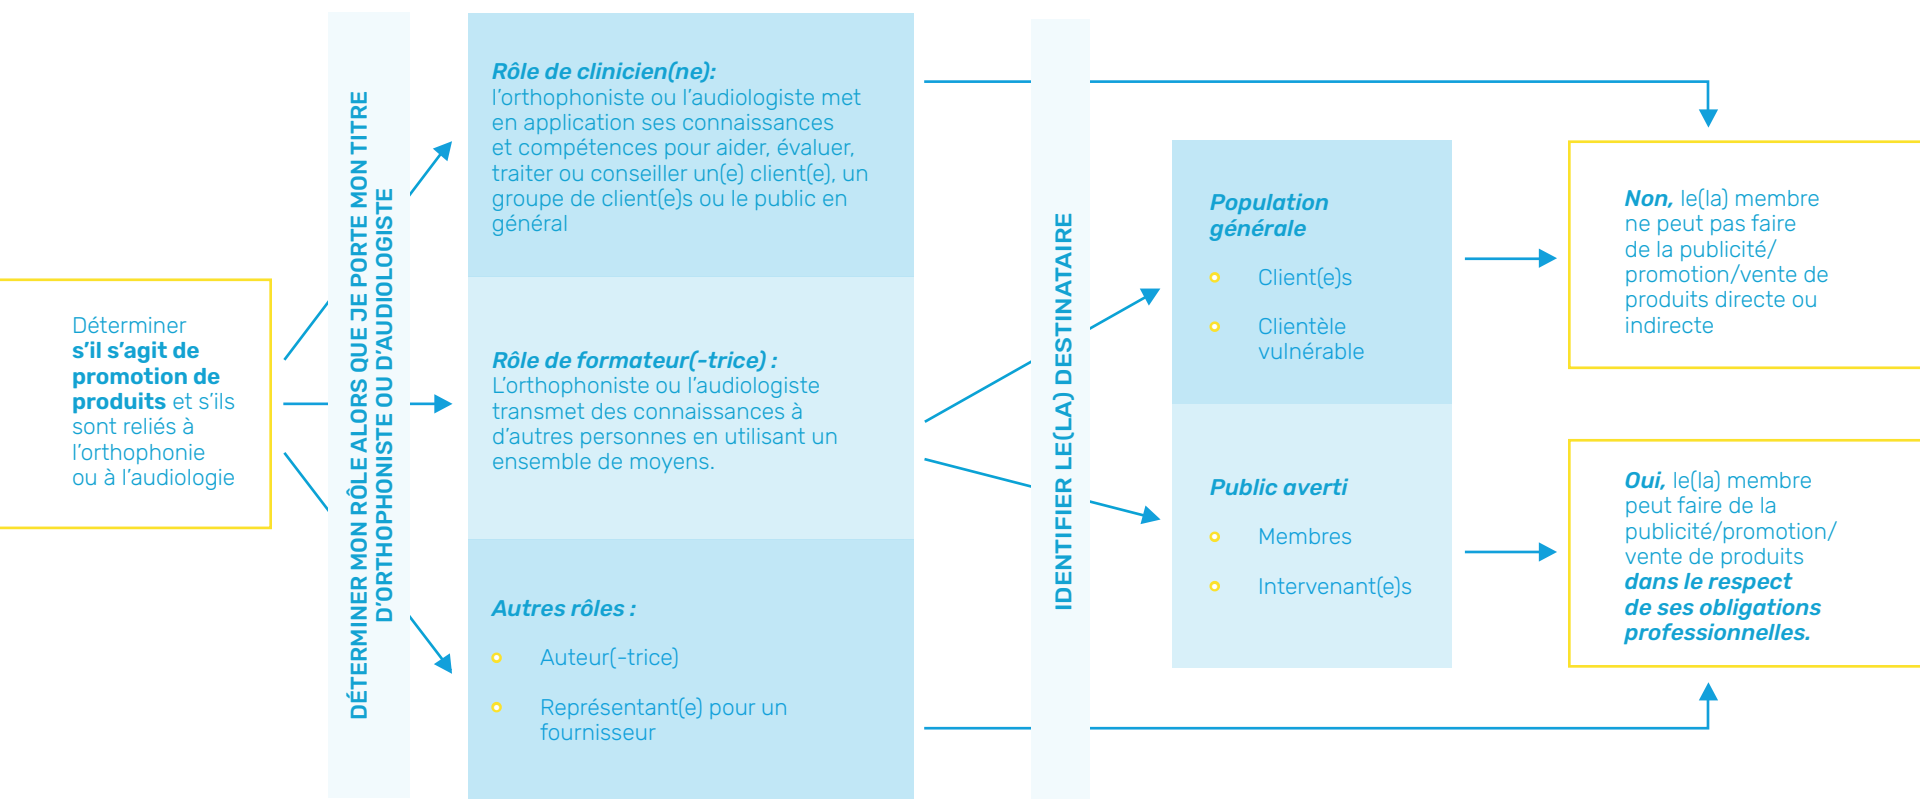 Déterminer
s’il s’agit de
promotion de
produits et s’ils
sont reliés à
l’orthophonie
ou à l’audiologie
DÉTERMINER MON RÔLE ALORS QUE JE PORTE MON TITRE
D’ORTHOPHONISTE OU D’AUDIOLOGISTE
Rôle de clinicien(ne):
l’orthophoniste ou l’audiologiste met
en application ses connaissances
et compétences pour aider, évaluer,
traiter ou conseiller un(e) client(e), un
groupe de client(e)s ou le public en
général
Rôle de formateur(-trice) :
L’orthophoniste ou l’audiologiste
transmet des connaissances à
d’autres personnes en utilisant un
ensemble de moyens.
Autres rôles :
Auteur(-trice)
Représentant(e) pour un
fournisseur
IDENTIFIER LE(LA) DESTINATAIRE
Population
générale
Client(e)s
Clientèle
vulnérable
Public averti
Membres
Intervenant(e)s
Non, le(la) membre
ne peut pas faire
de la publicité/
promotion/vente de
produits directe ou
indirecte
Oui, le(la) membre
peut faire de la
publicité/promotion/
vente de produits
dans le respect
de ses obligations
professionnelles.